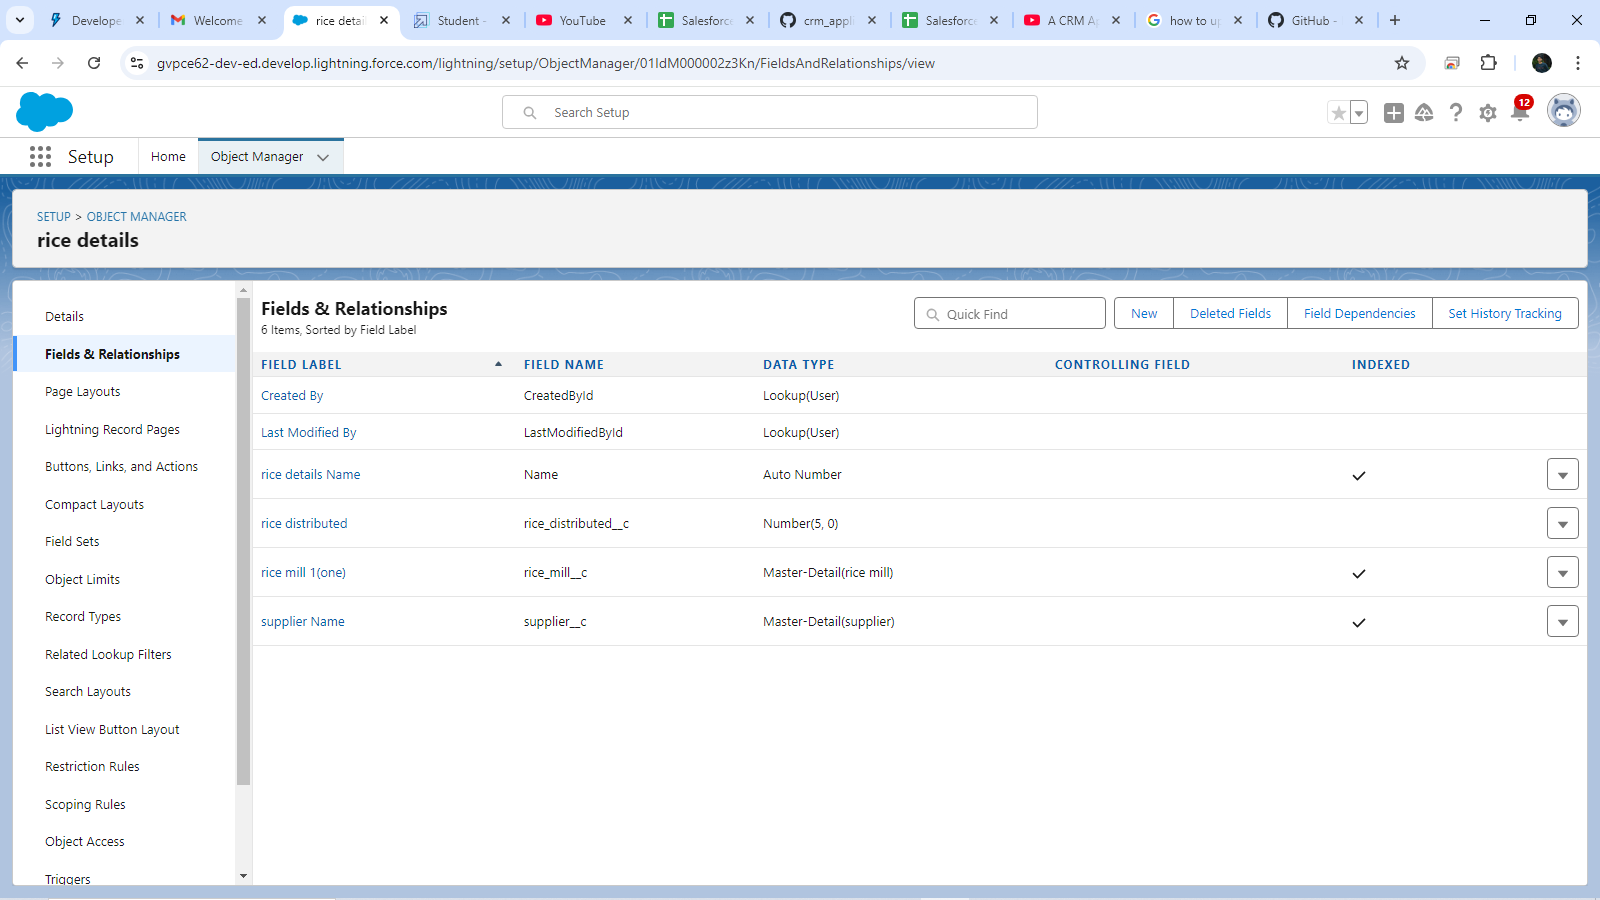 Develope
Welcome
rice detail
Student -
YouTube
Salesforce
crm_appli
Salesforce
A CRM Ap
how to up
GitHub -
gvpce62-dev-ed.develop.lightning.force.com/lightning/setup/ObjectManager/01IdM000002z3Kn/FieldsAndRelationships/view
Search Setup
12
Setup
Home
Object Manager
SETUP > OBJECT MANAGER
rice details
Details
Fields & Relationships
Page Layouts
Lightning Record Pages
Buttons, Links, and Actions
Compact Layouts
Field Sets
Object Limits
Record Types
Related Lookup Filters
Search Layouts
List View Button Layout
Restriction Rules
Scoping Rules
Object Access
Triggers
Fields & Relationships
6 Items, Sorted by Field Label
Quick Find
New
Deleted Fields
Field Dependencies
Set History Tracking
FIELD LABEL FIELD NAME DATA TYPE CONTROLLING FIELD INDEXED
Created By CreatedById Lookup(User)
Last Modified By LastModifiedById Lookup(User)
rice details Name Name Auto Number
rice distributed rice_distributed__c Number(5, 0)
rice mill 1(one) rice_mill__c Master-Detail(rice mill)
supplier Name supplier__c Master-Detail(supplier)